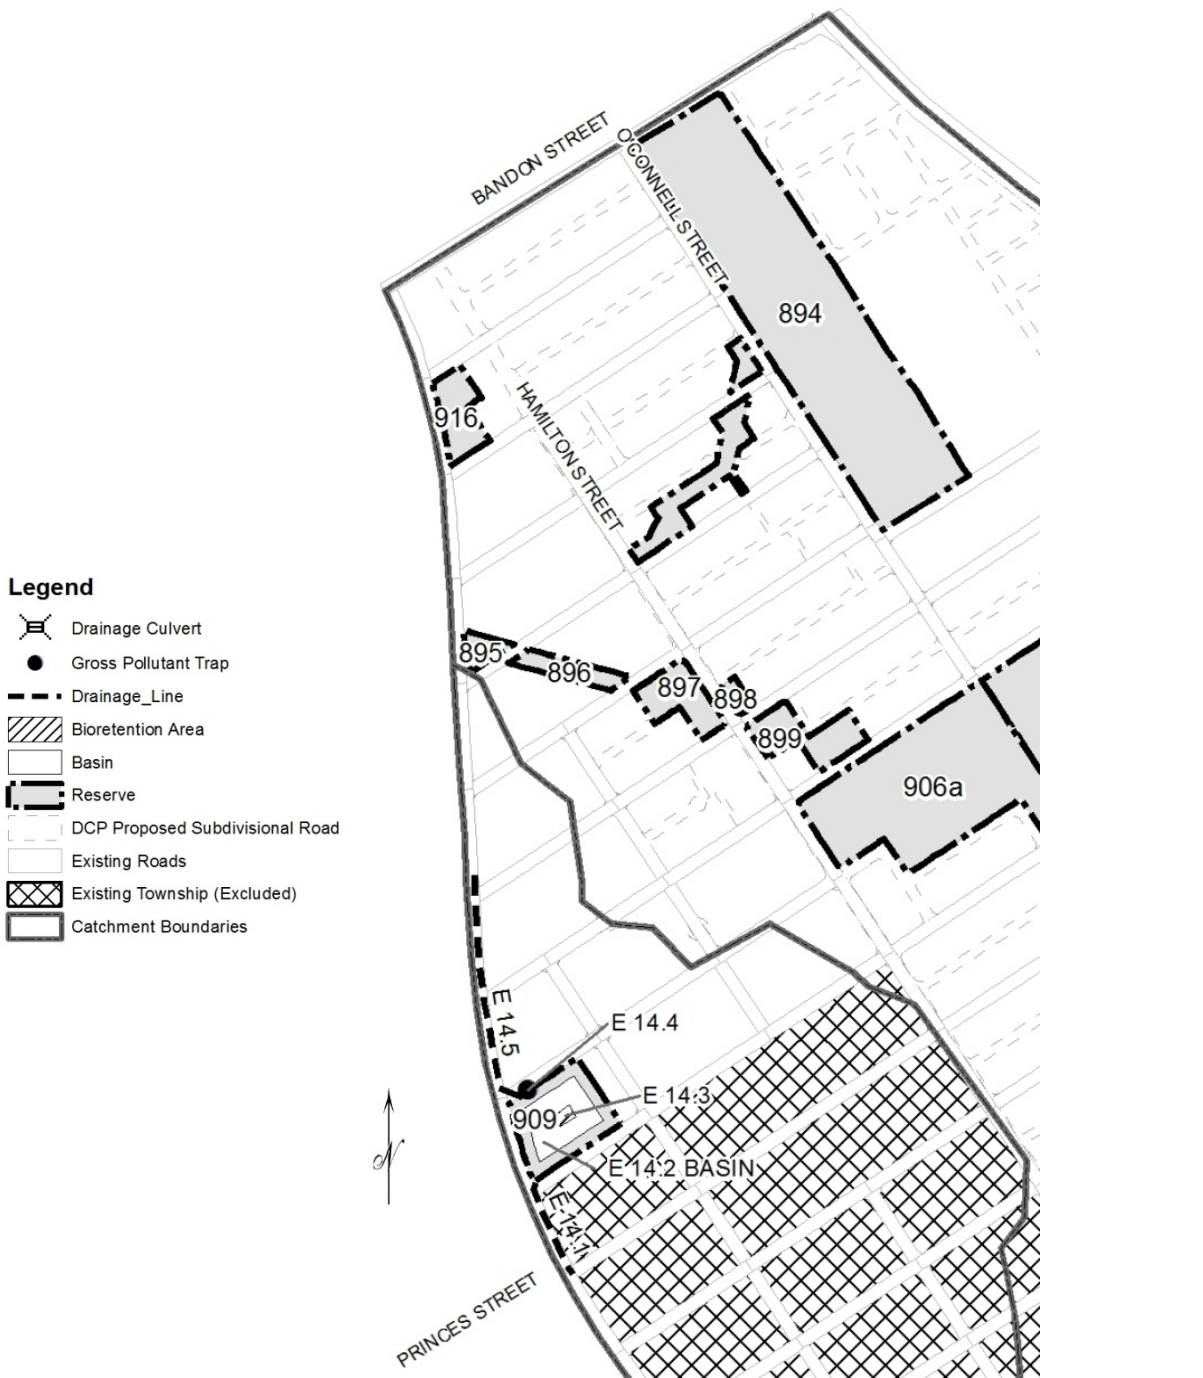 BANDON STREET
O'CONNELL STREET
894
916
HAMILTON STREET
895
896
897
898
899
906a
Legend
Drainage Culvert
Gross Pollutant Trap
Drainage_Line
Bioretention Area
Basin
Reserve
DCP Proposed Subdivisional Road
Existing Roads
Existing Township (Excluded)
Catchment Boundaries
E 14.5
E 14.4
E 14.3
909
E 14.2 BASIN
E 14.1
N
PRINCES STREET